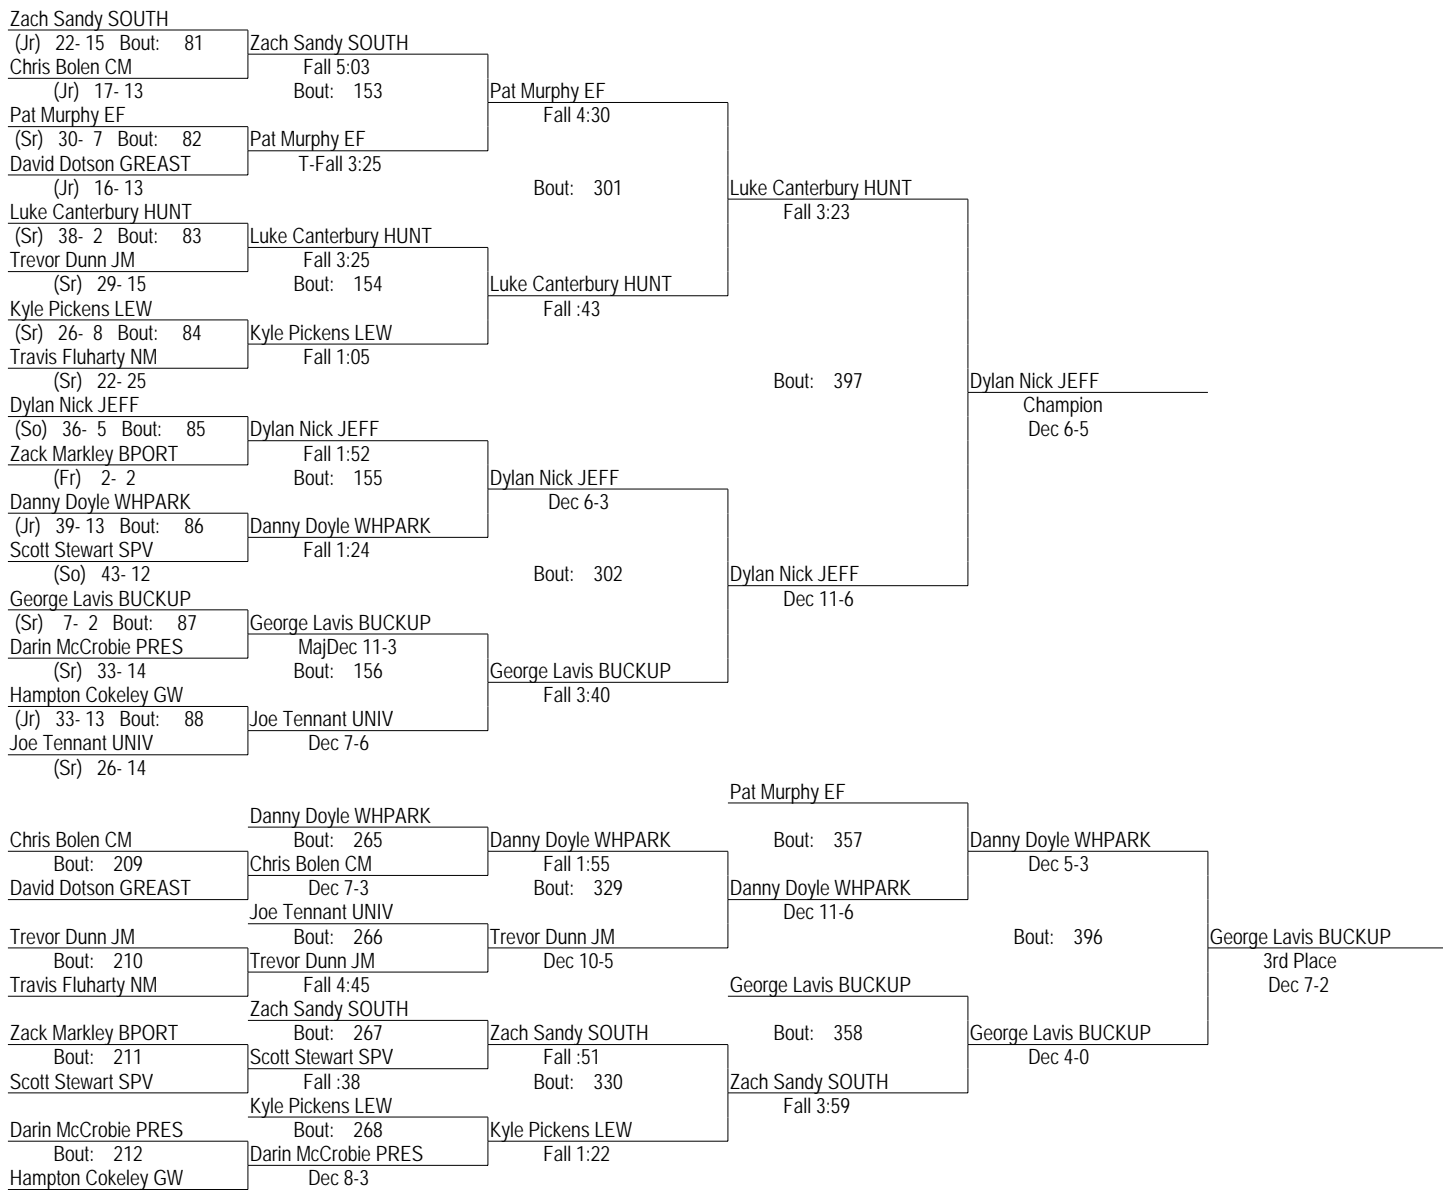 Zach Sandy SOUTH
(Jr) 22- 15 Bout: 81 Zach Sandy SOUTH
Chris Bolen CM Fall 5:03
(Jr) 17- 13 Bout: 153 Pat Murphy EF
Pat Murphy EF Fall 4:30
(Sr) 30- 7 Bout: 82 Pat Murphy EF
David Dotson GREAST T-Fall 3:25
(Jr) 16- 13 Bout: 301 Luke Canterbury HUNT
Luke Canterbury HUNT Fall 3:23
(Sr) 38- 2 Bout: 83 Luke Canterbury HUNT
Trevor Dunn JM Fall 3:25
(Sr) 29- 15 Bout: 154 Luke Canterbury HUNT
Kyle Pickens LEW Fall :43
(Sr) 26- 8 Bout: 84 Kyle Pickens LEW
Travis Fluharty NM Fall 1:05
(Sr) 22- 25 Bout: 397 Dylan Nick JEFF
Dylan Nick JEFF Champion
(So) 36- 5 Bout: 85 Dylan Nick JEFF Dec 6-5
Zack Markley BPORT Fall 1:52
(Fr) 2- 2 Bout: 155 Dylan Nick JEFF
Danny Doyle WHPARK Dec 6-3
(Jr) 39- 13 Bout: 86 Danny Doyle WHPARK
Scott Stewart SPV Fall 1:24
(So) 43- 12 Bout: 302 Dylan Nick JEFF
George Lavis BUCKUP Dec 11-6
(Sr) 7- 2 Bout: 87 George Lavis BUCKUP
Darin McCrobie PRES MajDec 11-3
(Sr) 33- 14 Bout: 156 George Lavis BUCKUP
Hampton Cokeley GW Fall 3:40
(Jr) 33- 13 Bout: 88 Joe Tennant UNIV
Joe Tennant UNIV Dec 7-6
(Sr) 26- 14
Pat Murphy EF
Danny Doyle WHPARK
Chris Bolen CM Bout: 265 Danny Doyle WHPARK Bout: 357 Danny Doyle WHPARK
Bout: 209 Chris Bolen CM Fall 1:55 Dec 5-3
David Dotson GREAST Dec 7-3 Bout: 329 Danny Doyle WHPARK
Joe Tennant UNIV Dec 11-6
Trevor Dunn JM Bout: 266 Trevor Dunn JM Bout: 396 George Lavis BUCKUP
Bout: 210 Trevor Dunn JM Dec 10-5 3rd Place
Travis Fluharty NM Fall 4:45 George Lavis BUCKUP Dec 7-2
Zach Sandy SOUTH
Zack Markley BPORT Bout: 267 Zach Sandy SOUTH Bout: 358 George Lavis BUCKUP
Bout: 211 Scott Stewart SPV Fall :51 Dec 4-0
Scott Stewart SPV Fall :38 Bout: 330 Zach Sandy SOUTH
Kyle Pickens LEW Fall 3:59
Darin McCrobie PRES Bout: 268 Kyle Pickens LEW
Bout: 212 Darin McCrobie PRES Fall 1:22
Hampton Cokeley GW Dec 8-3